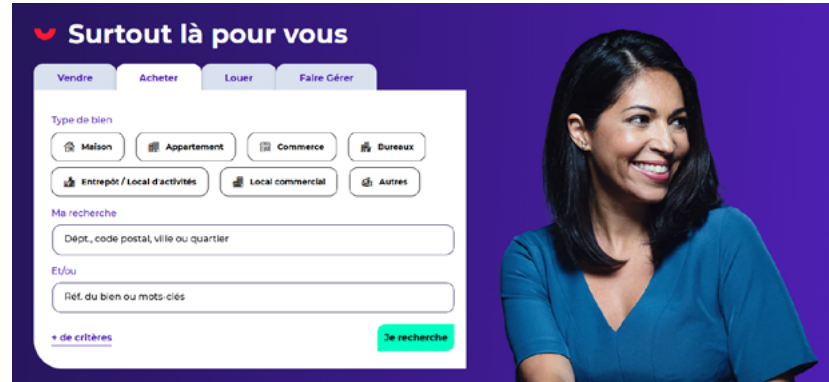 Surtout là pour vous
Vendre Acheter Louer Faire Gérer
Type de bien
Maison Appartement Commerce Bureaux
Entrepôt / Local d'activités Local commercial Autres
Ma recherche
Dépt., code postal, ville ou quartier
Et/ou
Réf. du bien ou mots-clés
+ de critères Je recherche